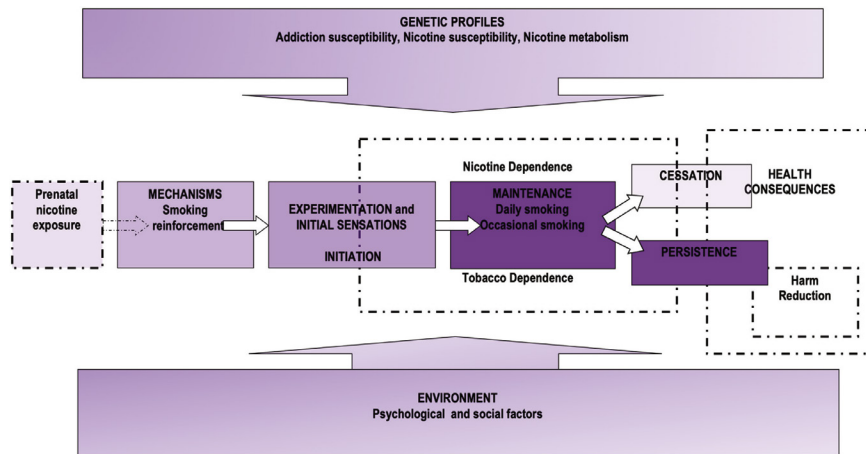 GENETIC PROFILES
Addiction susceptibility, Nicotine susceptibility, Nicotine metabolism
Prenatal
nicotine
exposure
MECHANISMS
Smoking
reinforcement
EXPERIMENTATION and
INITIAL SENSATIONS
INITIATION
Nicotine Dependence
MAINTENANCE
Daily smoking
Occasional smoking
Tobacco Dependence
CESSATION
HEALTH
CONSEQUENCES
PERSISTENCE
Harm
Reduction
ENVIRONMENT
Psychological and social factors